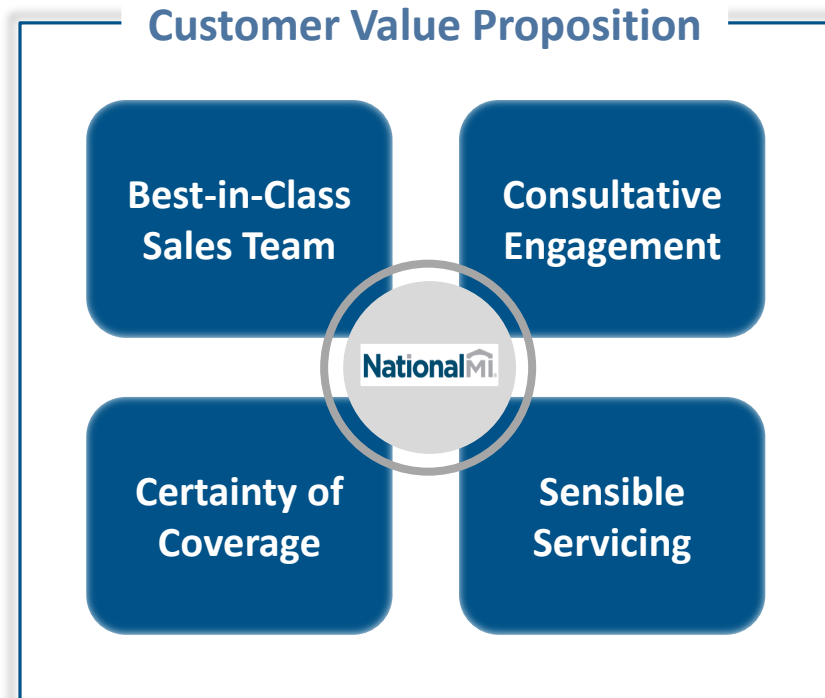 Customer Value Proposition
Best-in-Class
Sales Team
Consultative
Engagement
NationalMI
Certainty of
Coverage
Sensible
Servicing